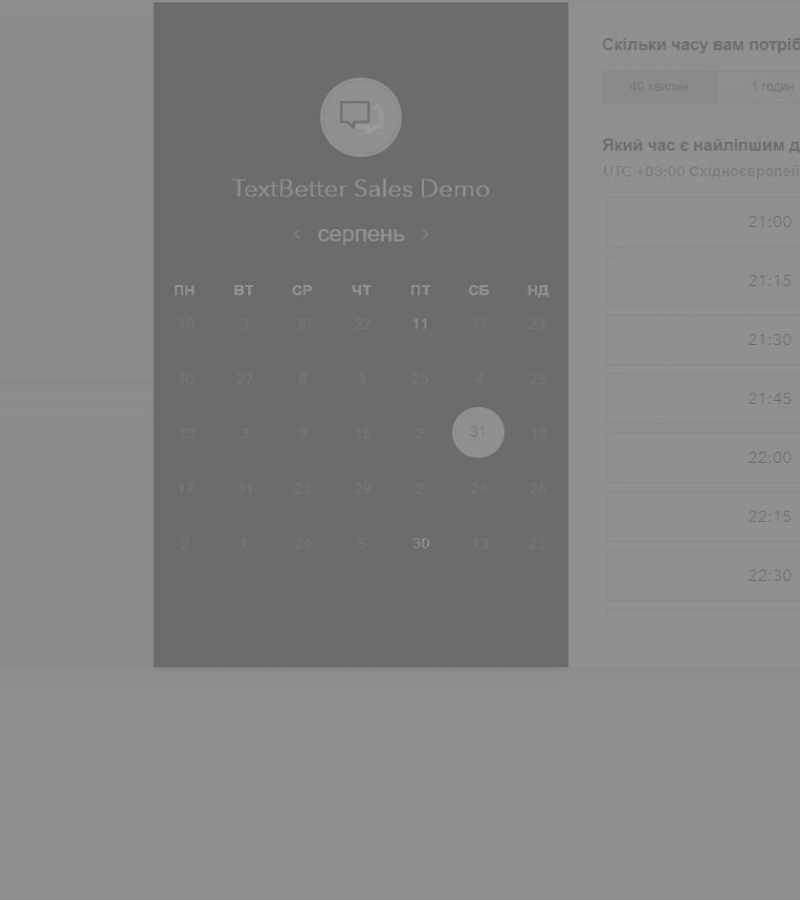 TextBetter Sales Demo
серпень
ПН ВТ СР ЧТ ПТ СБ НД
10 3 30 22 11 11 23
30 27 8 3 25 4 25
13 3 9 15 2 31 12
17 31 23 29 2 26 26
2 1 24 5 30 13 23
Скільки часу вам потріб
40 хвилин 1 годин
Який час є найліпшим д
UTC +03:00 Східноєвропей
21:00
21:15
21:30
21:45
22:00
22:15
22:30